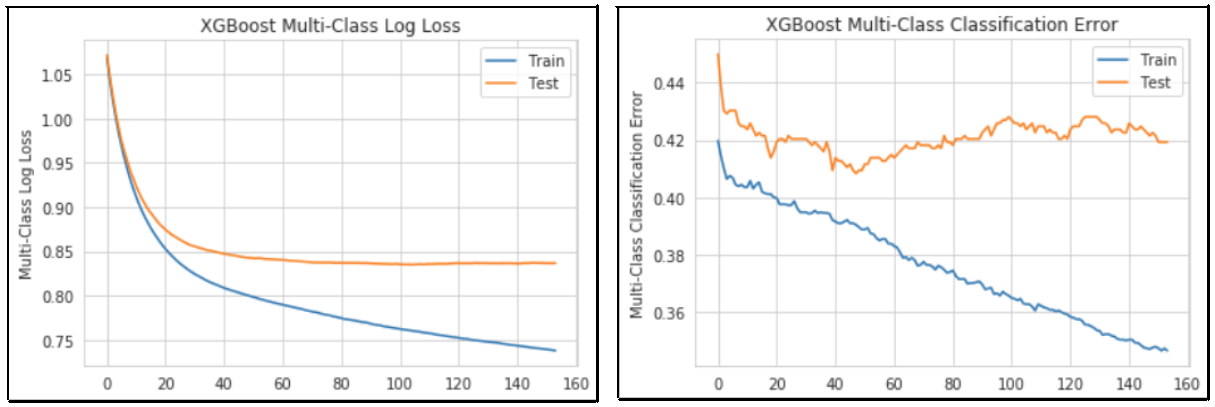 XGBoost Multi-Class Log Loss
Multi-Class Log Loss
1.05
1.00
0.95
0.90
0.85
0.80
0.75
0 20 40 60 80 100 120 140 160
Train
Test
XGBoost Multi-Class Classification Error
Multi-Class Classification Error
0.44
0.42
0.40
0.38
0.36
0 20 40 60 80 100 120 140 160
Train
Test